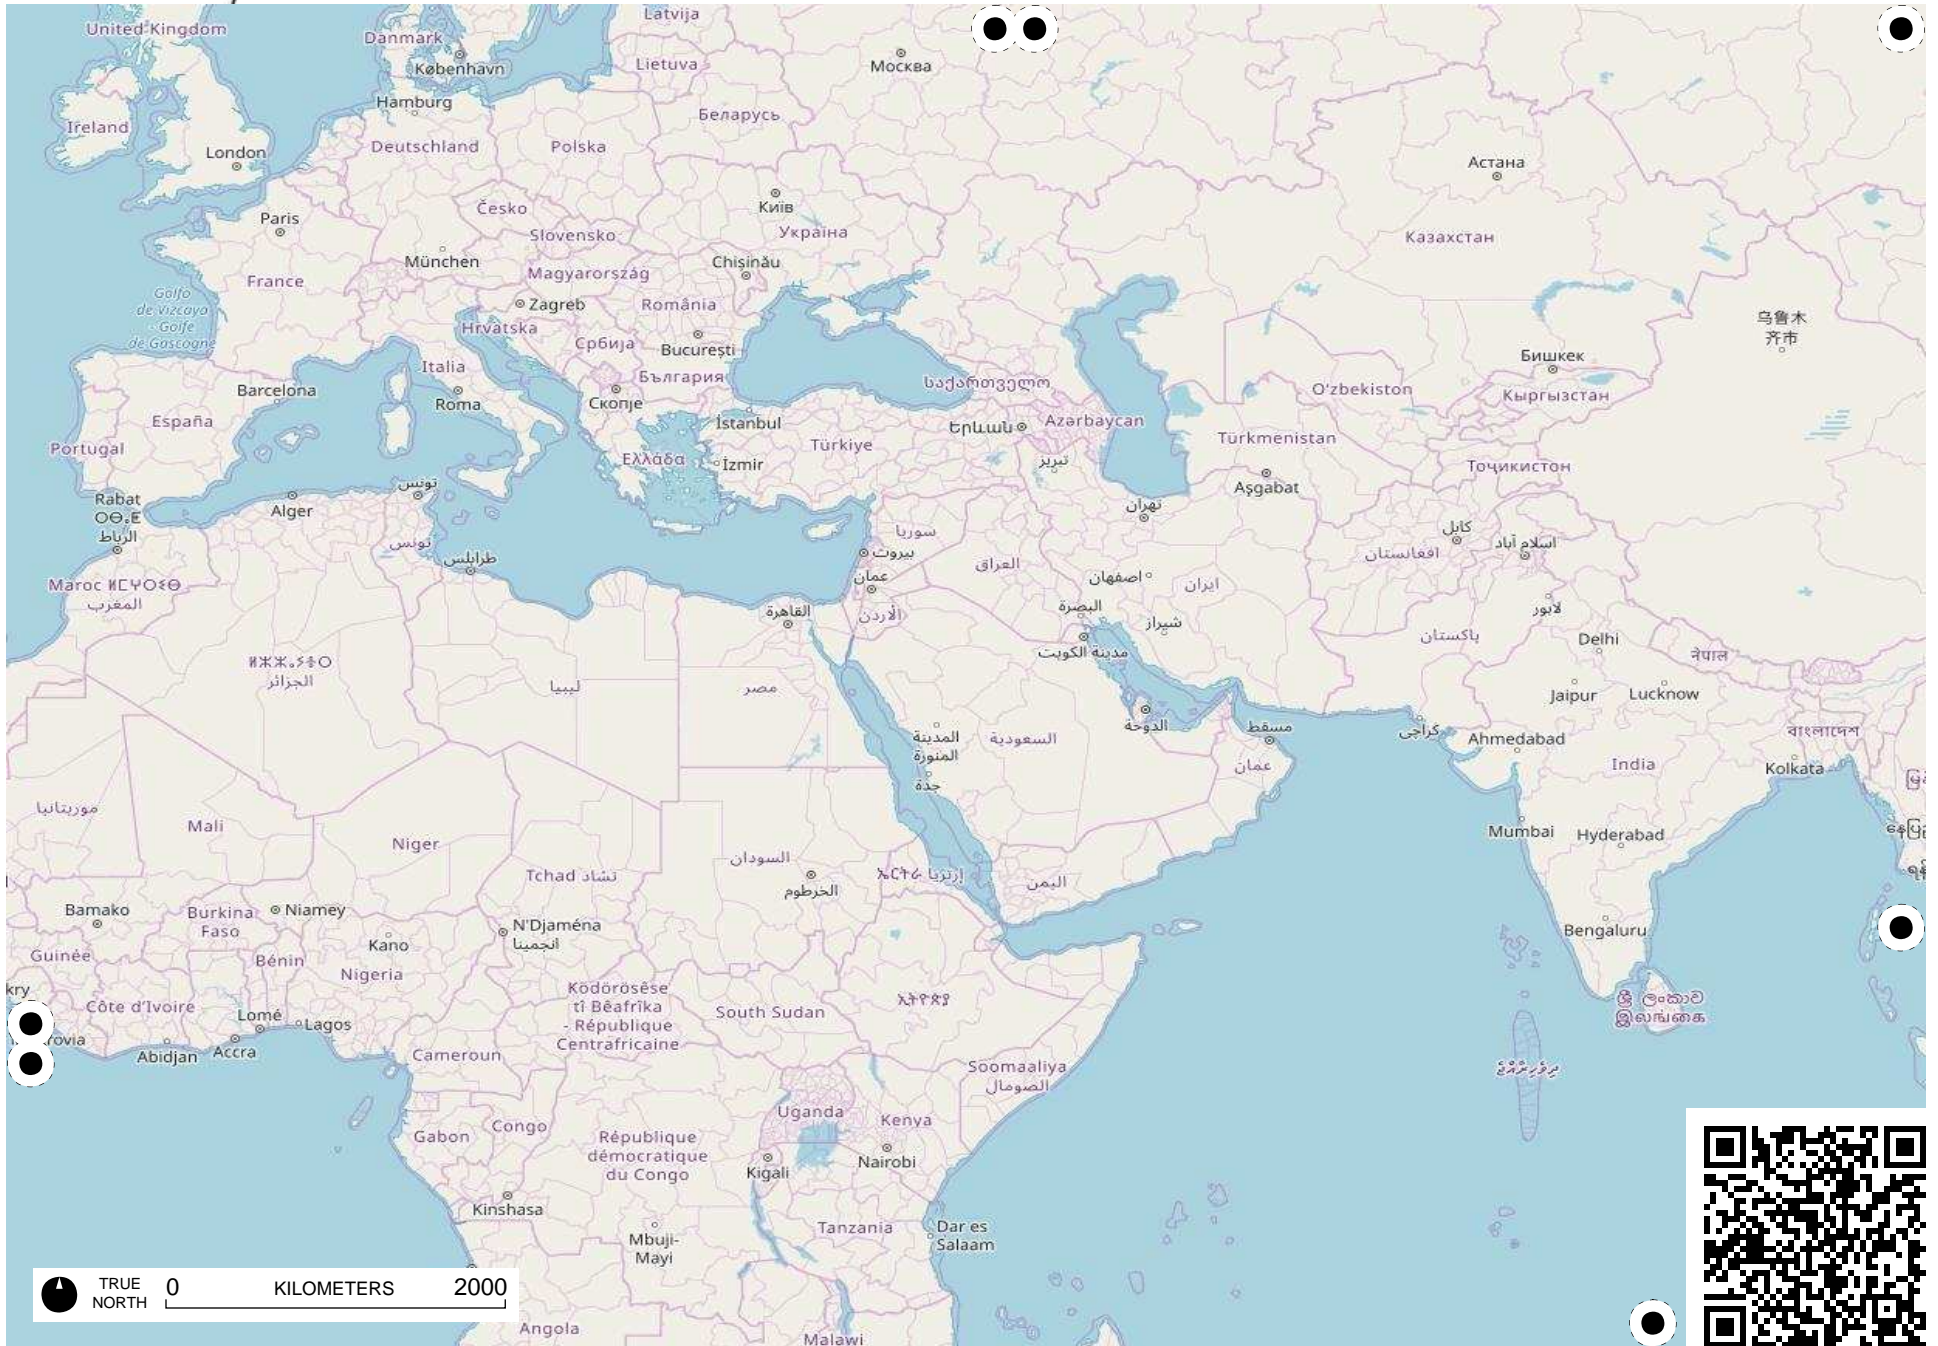 Latvija
United Kingdom
Danmark
København
Lietuva
Москва
Hamburg
Беларусь
Ireland
London
Deutschland
Polska
Астана
Paris
Česko
Київ
Україна
Slovensko
Казахстан
München
Chișinău
Magyarország
France
Golfo
de Vizcaya
- Golfe
de Gascogne
Zagreb
România
Hrvatska
乌鲁木
齐市
Србија
București
Бишкек
Italia
България
საქართველო
O'zbekiston
Кыргызстан
Barcelona
Roma
Скопје
España
İstanbul
Երևան
Azərbaycan
Türkiye
Türkmenistan
Portugal
Ελλάδα
İzmir
تبریز
Тоҷикистон
Rabat
ⵔⴱⴰⵟ
الرباط
Alger
تونس
Aşgabat
تهران
سوريا
كابل
اسلام آباد
تونس
طرابلس
بيروت
العراق
افغانستان
Maroc ⵍⵎⵖⵔⵉⴱ
المغرب
عمان
اصفهان
ایران
القاهرة
الأردن
البصرة
شیراز
لاہور
پاکستان
Delhi
مدينة الكويت
नेपाल
ⵍⵣⵣⴰⵢⴻⵔ
الجزائر
ليبيا
مصر
Jaipur
Lucknow
المدينة
المنورة
السعودية
الدوحة
مسقط
کراچی
Ahmedabad
বাংলাদেশ
عمان
India
Kolkata
جدة
موريتانيا
Mali
Niger
Mumbai
Hyderabad
السودان
Tchad تشاد
الخرطوم
ኤርትራ إرتريا
اليمن
Bamako
Burkina
Faso
Niamey
N'Djaména
انجمينا
Kano
Bengaluru
Guinée
Bénin
Nigeria
kry
Côte d'Ivoire
Ködörösêse
tî Bêafrîka
- République
Centrafricaine
ኢትዮጵያ
South Sudan
ශ්‍රී ලංකාව
இலங்கை
Lomé
Lagos
rovia
Abidjan
Accra
Cameroun
Soomaaliya
الصومال
ދިވެހިރާއްޖެ
Uganda
Kenya
Gabon
Congo
République
démocratique
du Congo
Kigali
Nairobi
Kinshasa
Tanzania
Dar es
Salaam
Mbuji-
Mayi
TRUE
NORTH
0 KILOMETERS 2000
Angola
Malawi